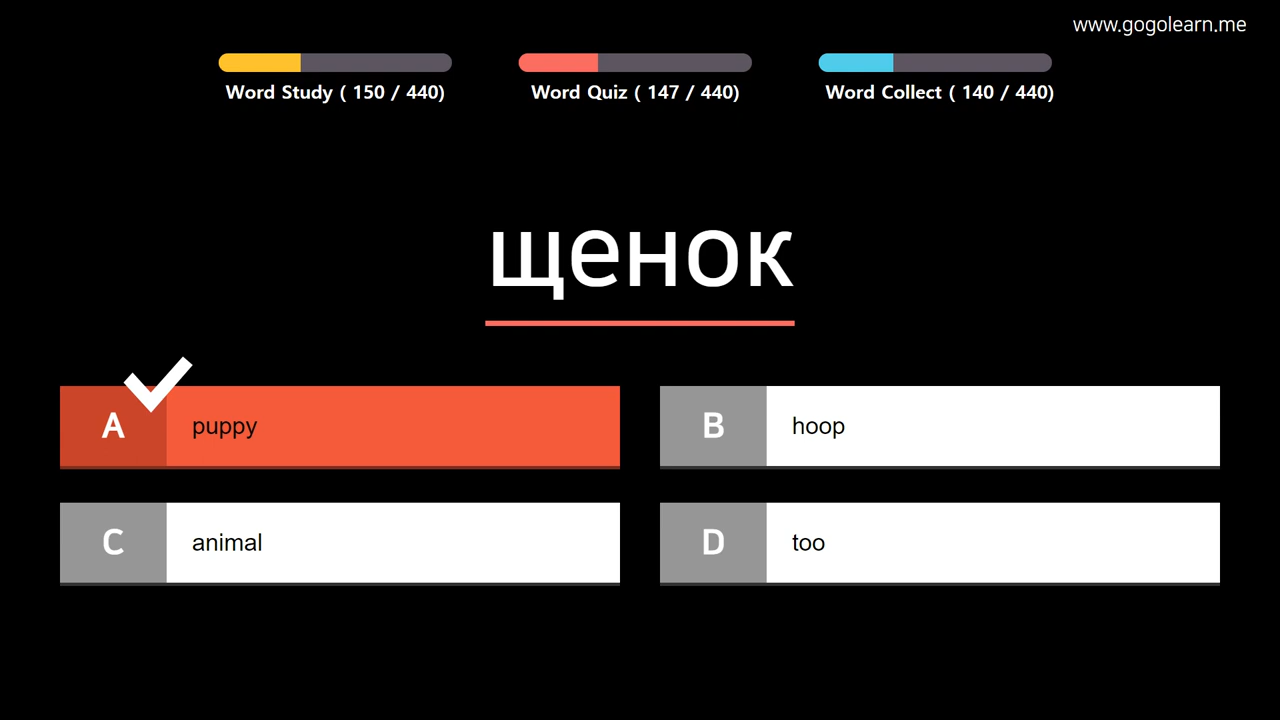 www.gogolearn.me
Word Study ( 150 / 440)
Word Quiz ( 147 / 440)
Word Collect ( 140 / 440)
щенок
A puppy
B hoop
C animal
D too